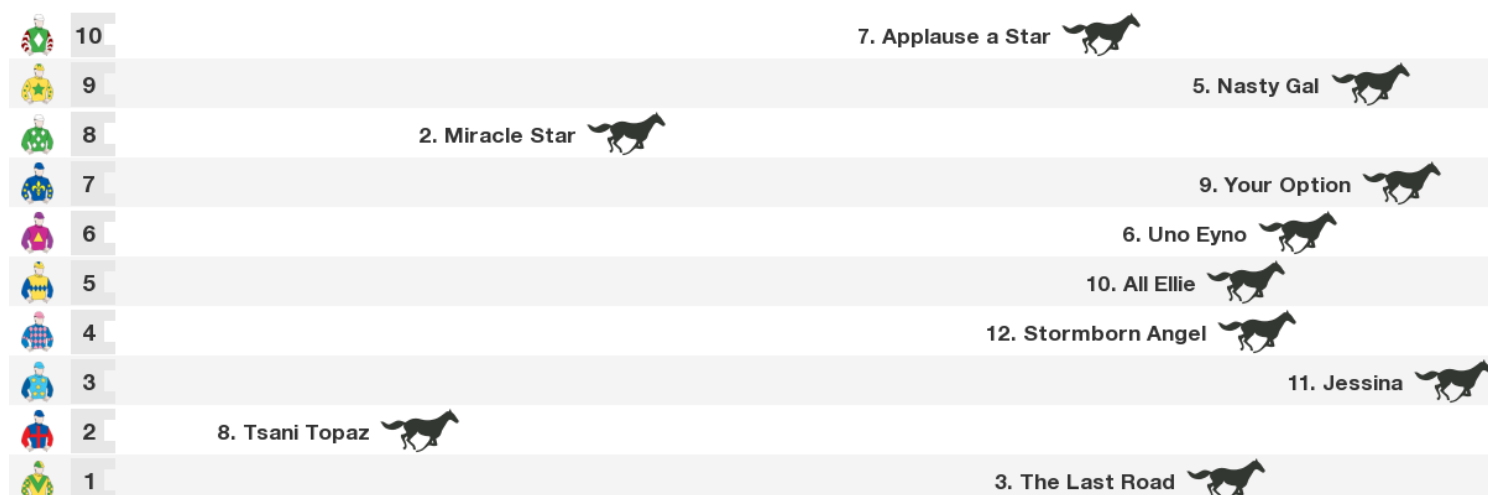 10 7. Applause a Star
9 5. Nasty Gal
8 2. Miracle Star
7 9. Your Option
6 6. Uno Eyno
5 10. All Ellie
4 12. Stormborn Angel
3 11. Jessina
2 8. Tsani Topaz
1 3. The Last Road